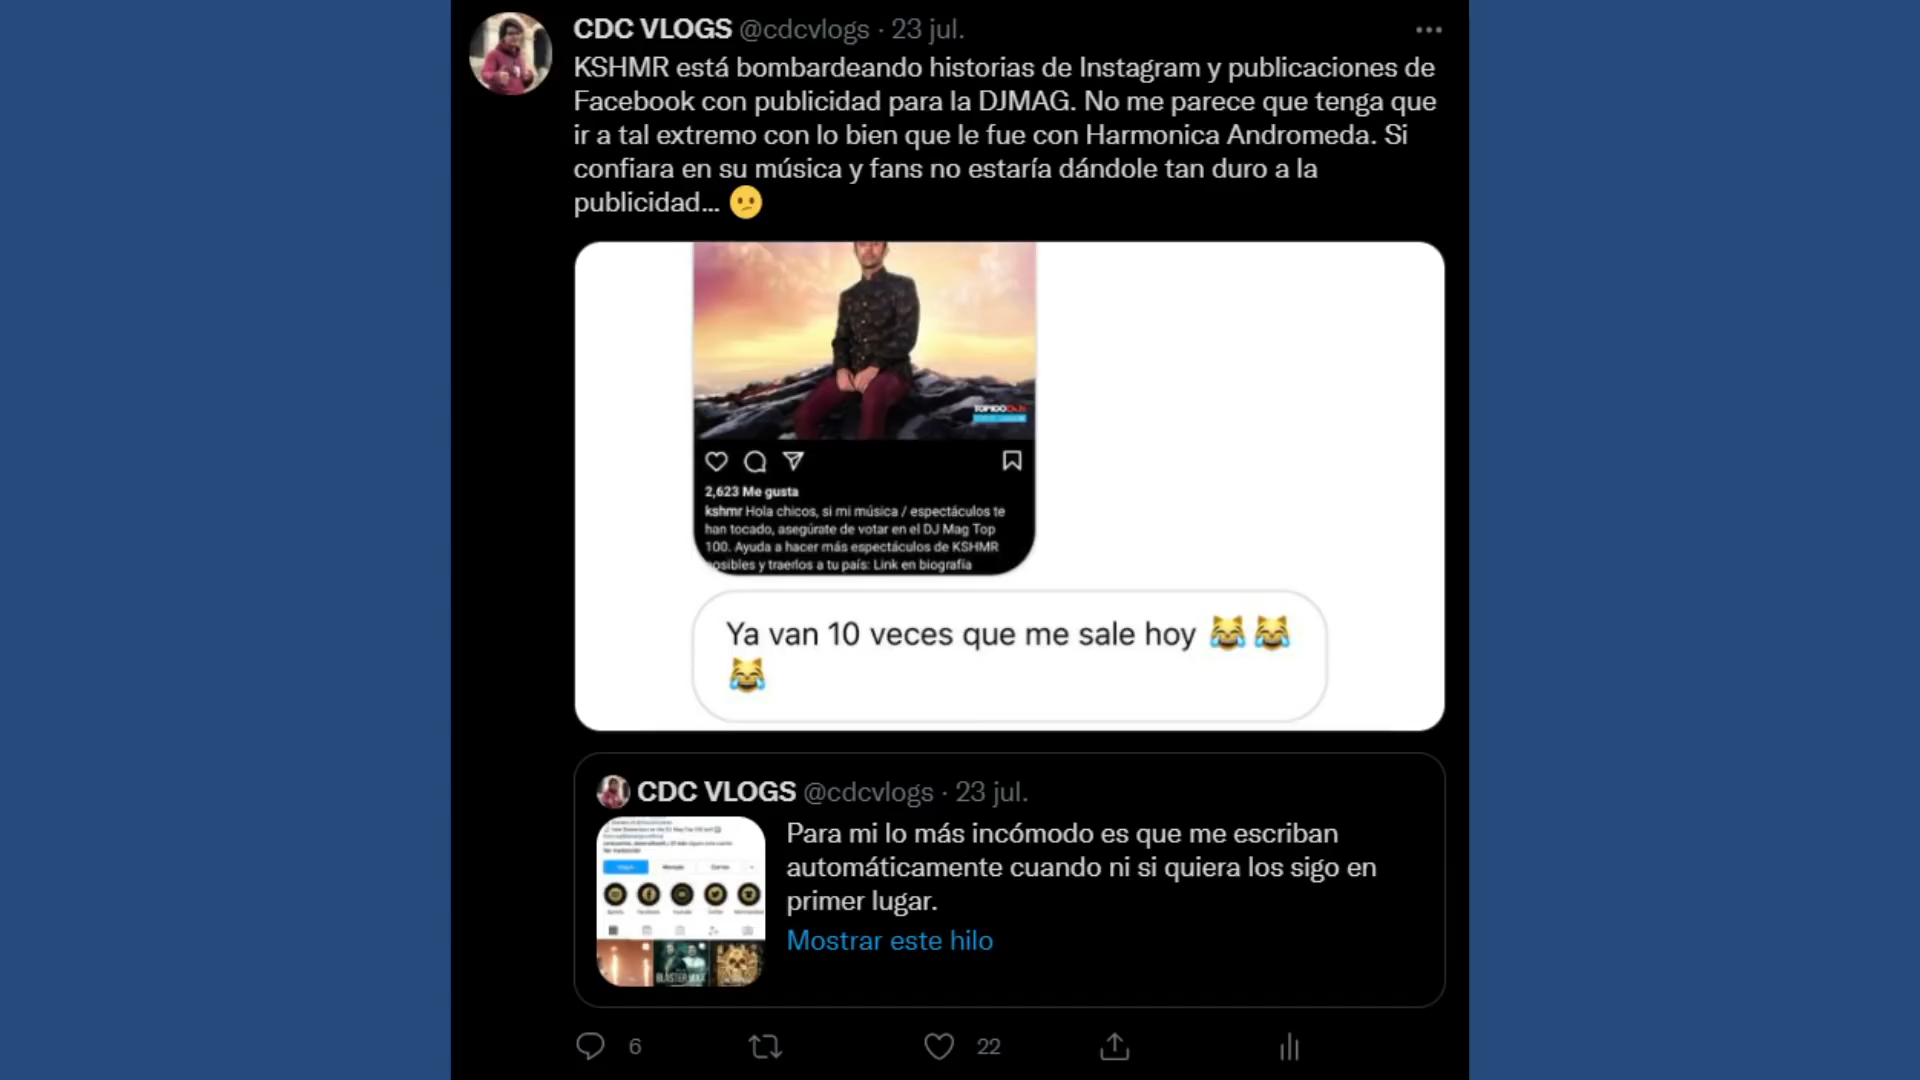 CDC VLOGS @cdcvlogs · 23 jul.
KSHMR está bombardeando historias de Instagram y publicaciones de
Facebook con publicidad para la DJMAG. No me parece que tenga que
ir a tal extremo con lo bien que le fue con Harmonica Andromeda. Si
confiara en su música y fans no estaría dándole tan duro a la
publicidad... 😕
TOP100DJS
2,623 Me gusta
kshmr Hola chicos, si mi música / espectáculos te
han tocado, asegúrate de votar en el DJ Mag Top
100. Ayuda a hacer más espectáculos de KSHMR
posibles y traerlos a tu país: Link en biografía
Ya van 10 veces que me sale hoy 😹😹
😹
CDC VLOGS @cdcvlogs · 23 jul.
Para mi lo más incómodo es que me escriban
automáticamente cuando ni si quiera los sigo en
primer lugar.
Mostrar este hilo
6
22